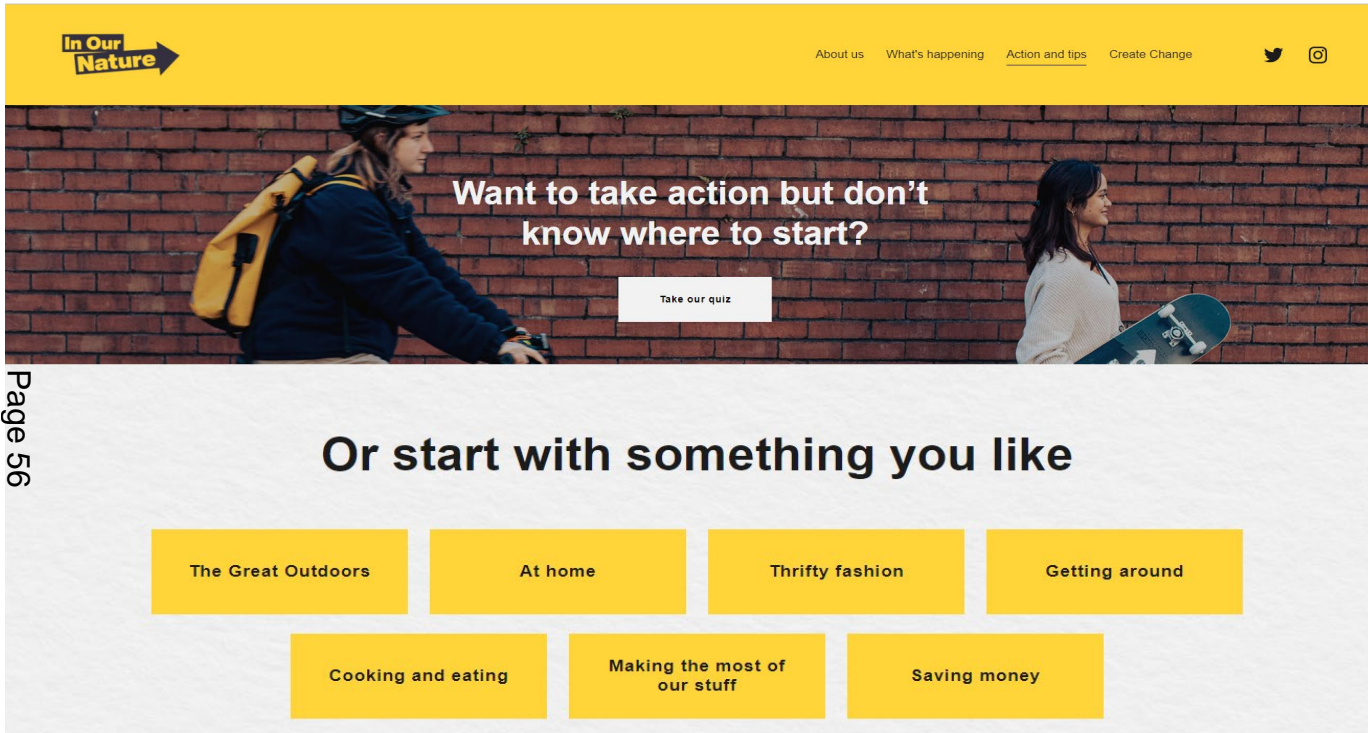 In Our
Nature
About us What's happening Action and tips Create Change
Want to take action but don't
know where to start?
Take our quiz
Page 56
Or start with something you like
The Great Outdoors
At home
Thrifty fashion
Getting around
Cooking and eating
Making the most of
our stuff
Saving money